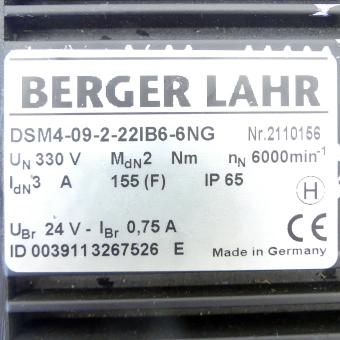 BERGER LAHR
DSM4-09-2-22IB6-6NG Nr.2110156
UN 330 V MdN2 Nm nN 6000min-1
IdN3 A 155 (F) IP 65
H
UBr 24 V - IBr 0,75 A CE
ID 0039113267526 E Made in Germany